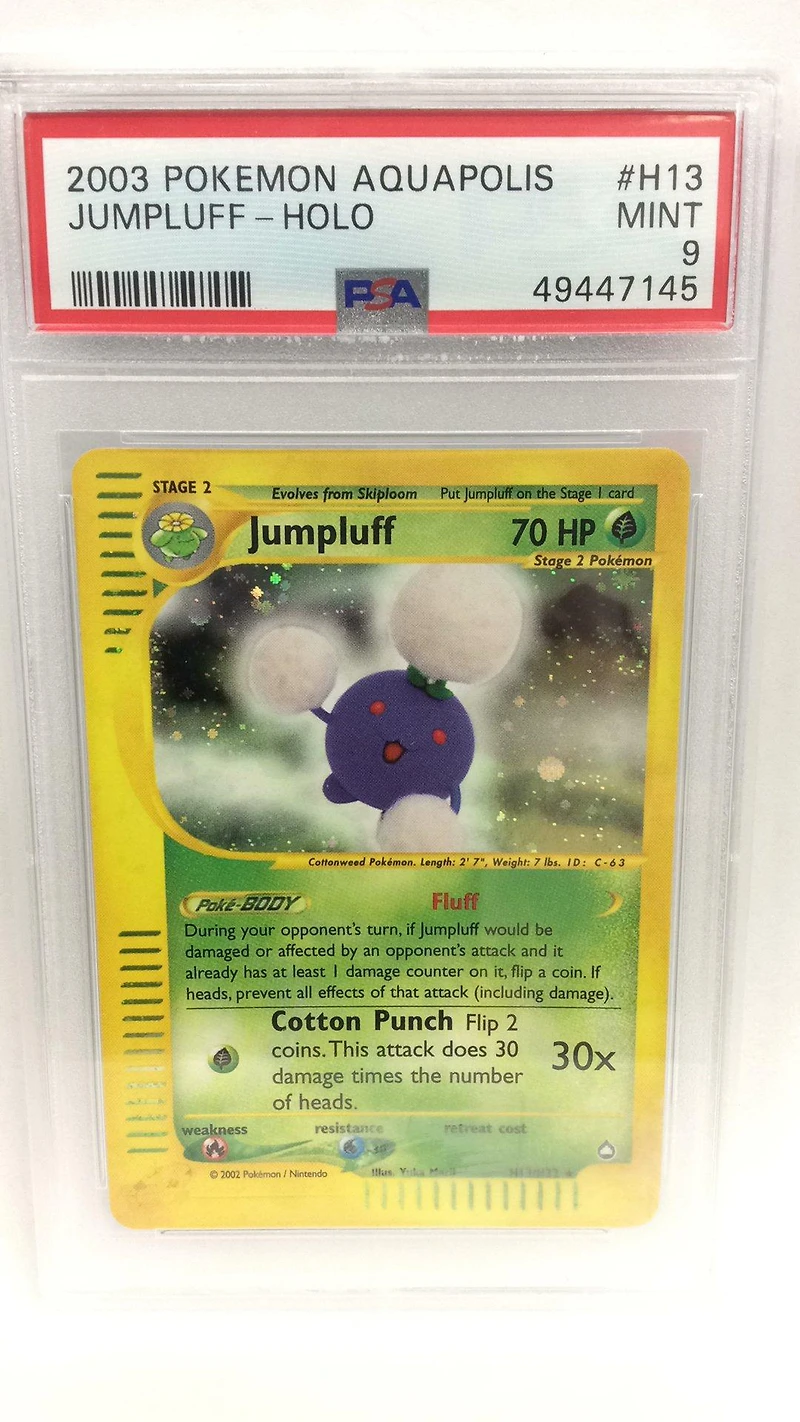 2003 POKEMON AQUAPOLIS #H13
JUMPLUFF – HOLO MINT
9
PSA 49447145
STAGE 2 Evolves from Skiploom Put Jumpluff on the Stage 1 card
Jumpluff 70 HP
Stage 2 Pokémon
Cottonweed Pokémon. Length: 2' 7", Weight: 7 lbs. ID: C-63
Poké-BODY Fluff
During your opponent's turn, if Jumpluff would be
damaged or affected by an opponent's attack and it
already has at least 1 damage counter on it, flip a coin. If
heads, prevent all effects of that attack (including damage).
Cotton Punch Flip 2
coins. This attack does 30 30x
damage times the number
of heads.
weakness resistance retreat cost
-30
© 2002 Pokémon / Nintendo Illus.